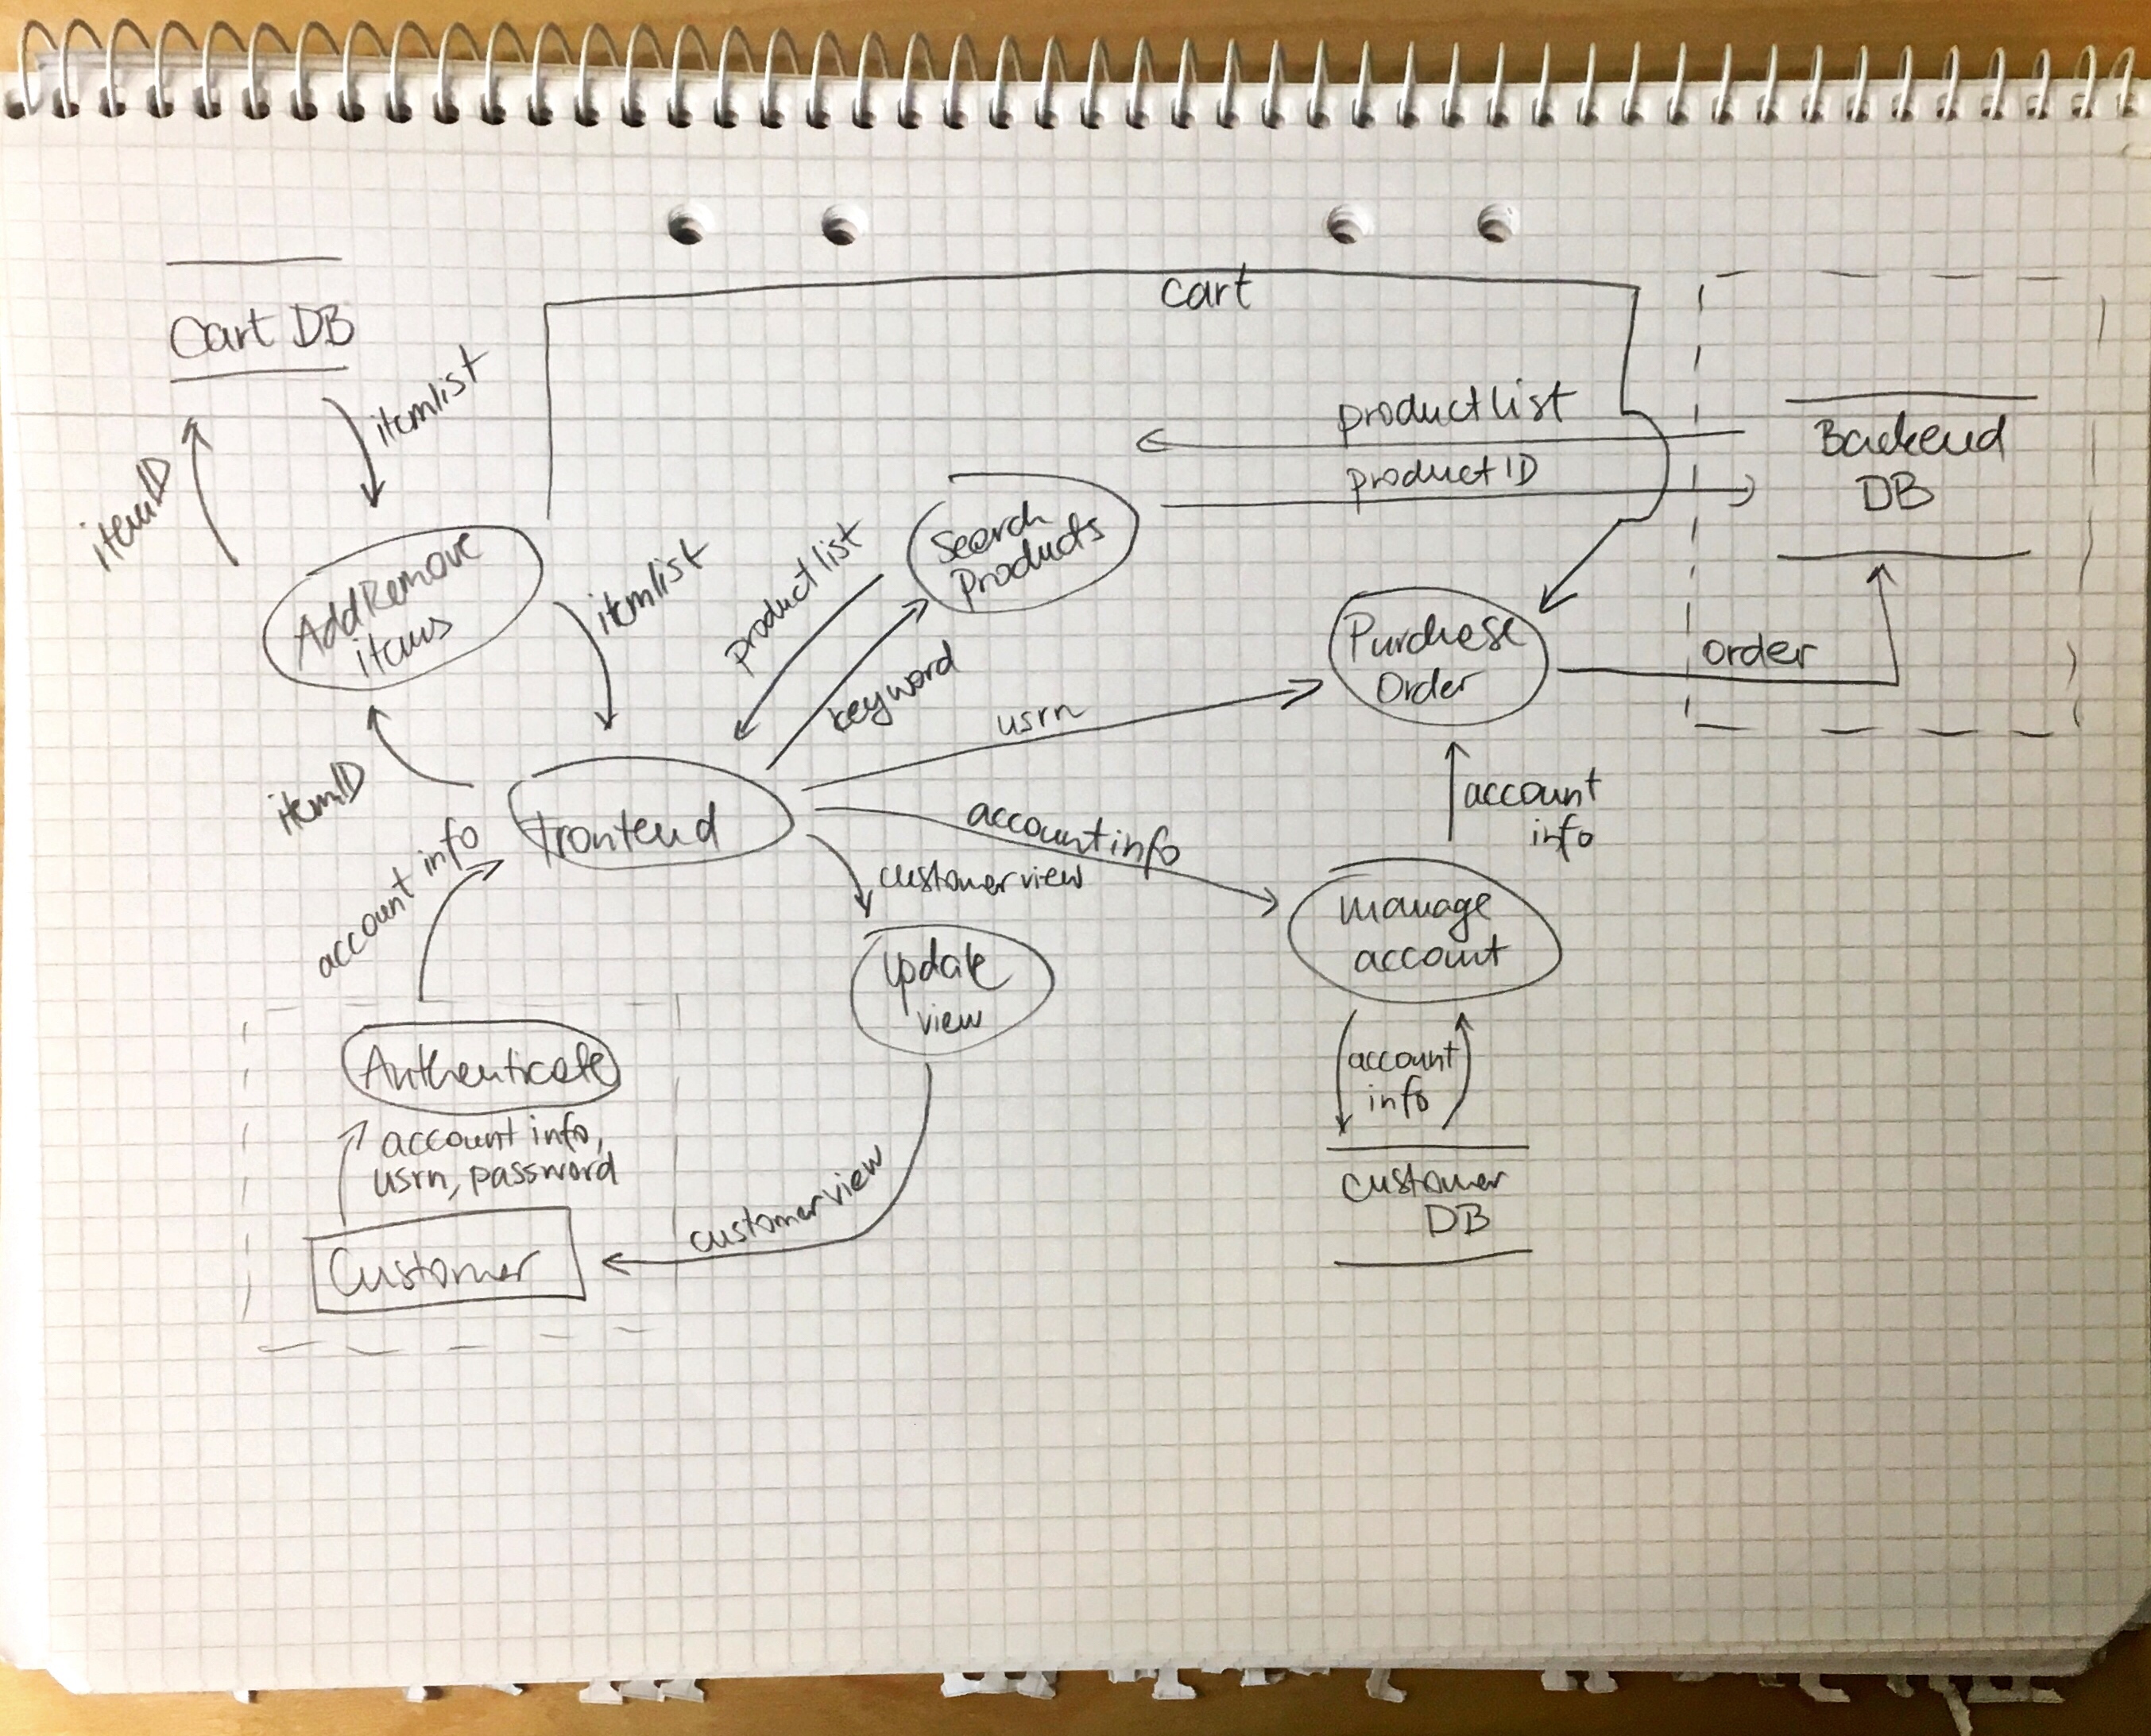 cart
Cart DB
itemlist
itemID
productlist
productID
Backend
DB
Search
Products
AddRemove
items
itemlist
product list
keyword
Purchase
Order
order
usrn
itemID
frontend
account info
account info
accountinfo
customerview
manage
account
Update
view
Authenticate
account info,
usrn, password
account
info
customerview
customer
DB
Customer